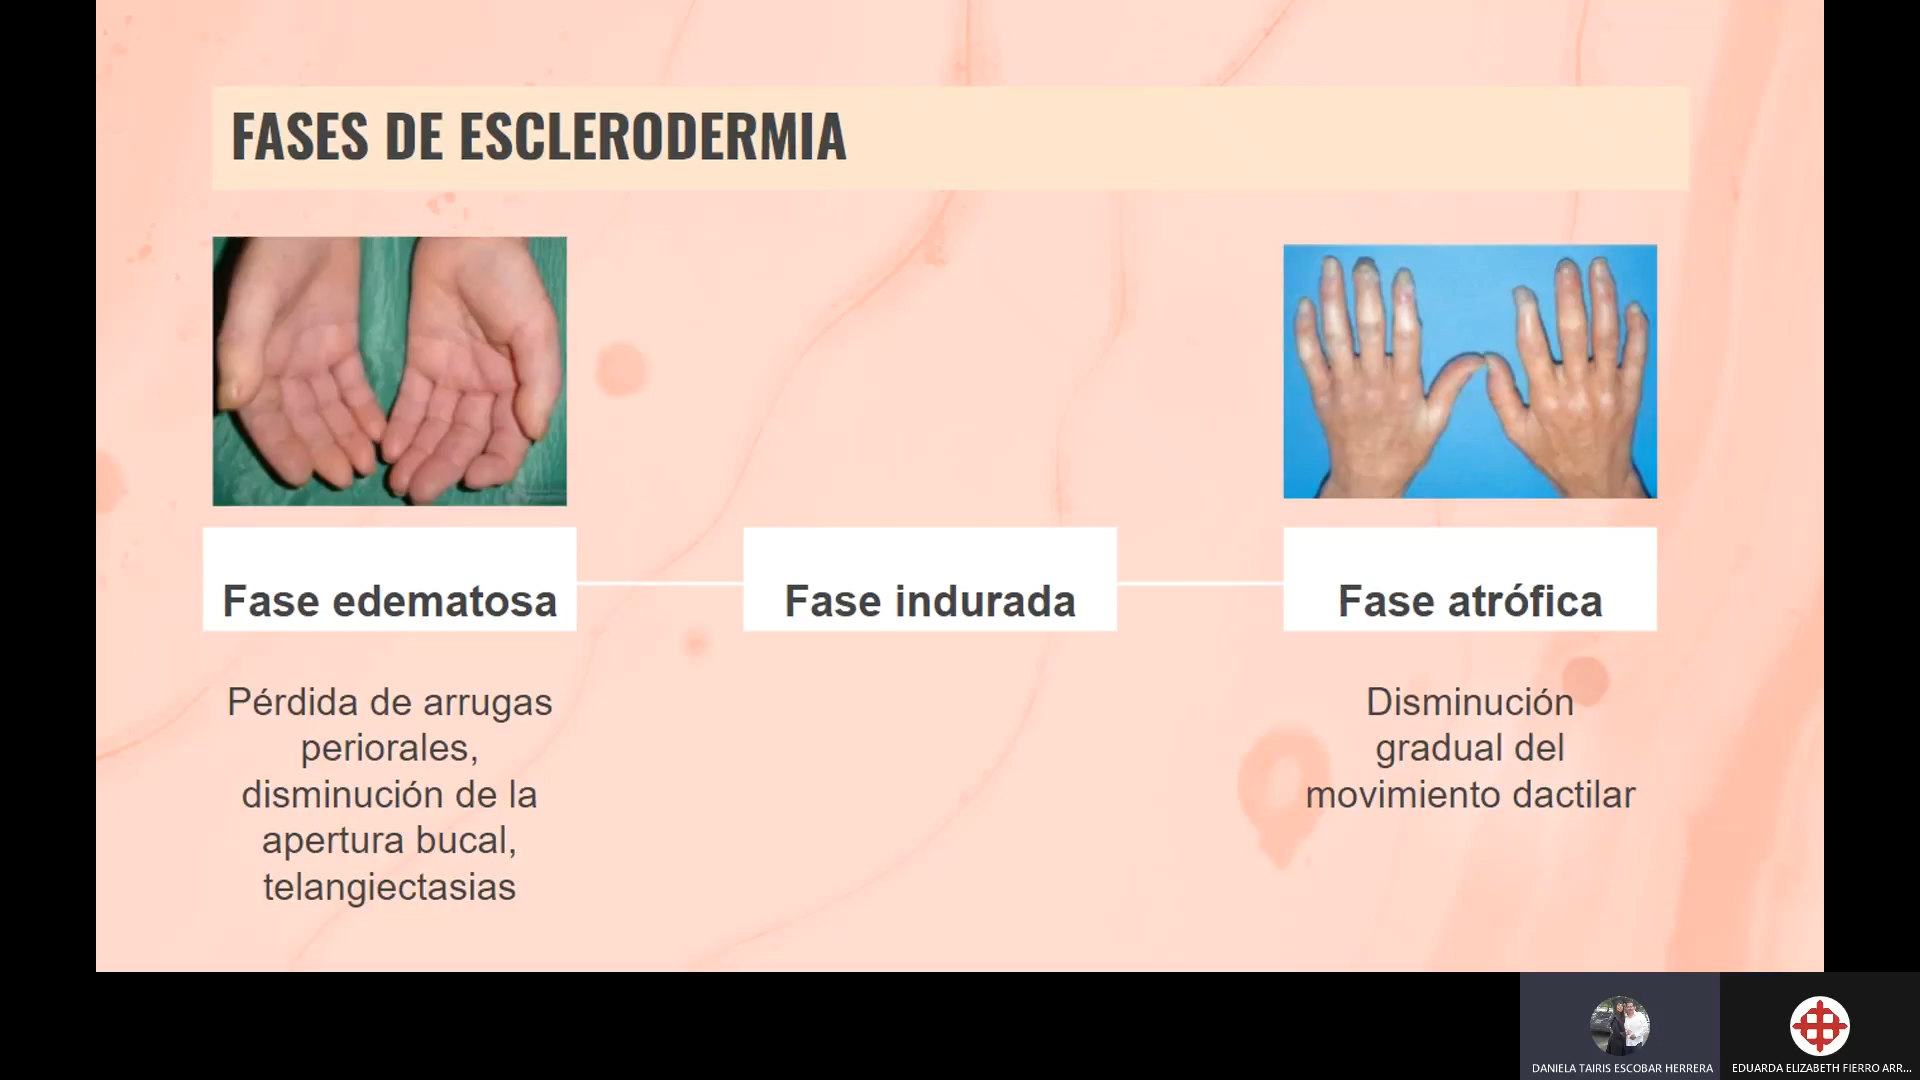 FASES DE ESCLERODERMIA
Fase edematosa
Fase indurada
Fase atrófica
Pérdida de arrugas
periorales,
disminución de la
apertura bucal,
telangiectasias
Disminución
gradual del
movimiento dactilar
DANIELA TAIRIS ESCOBAR HERRERA
EDUARDA ELIZABETH FIERRO ARR...